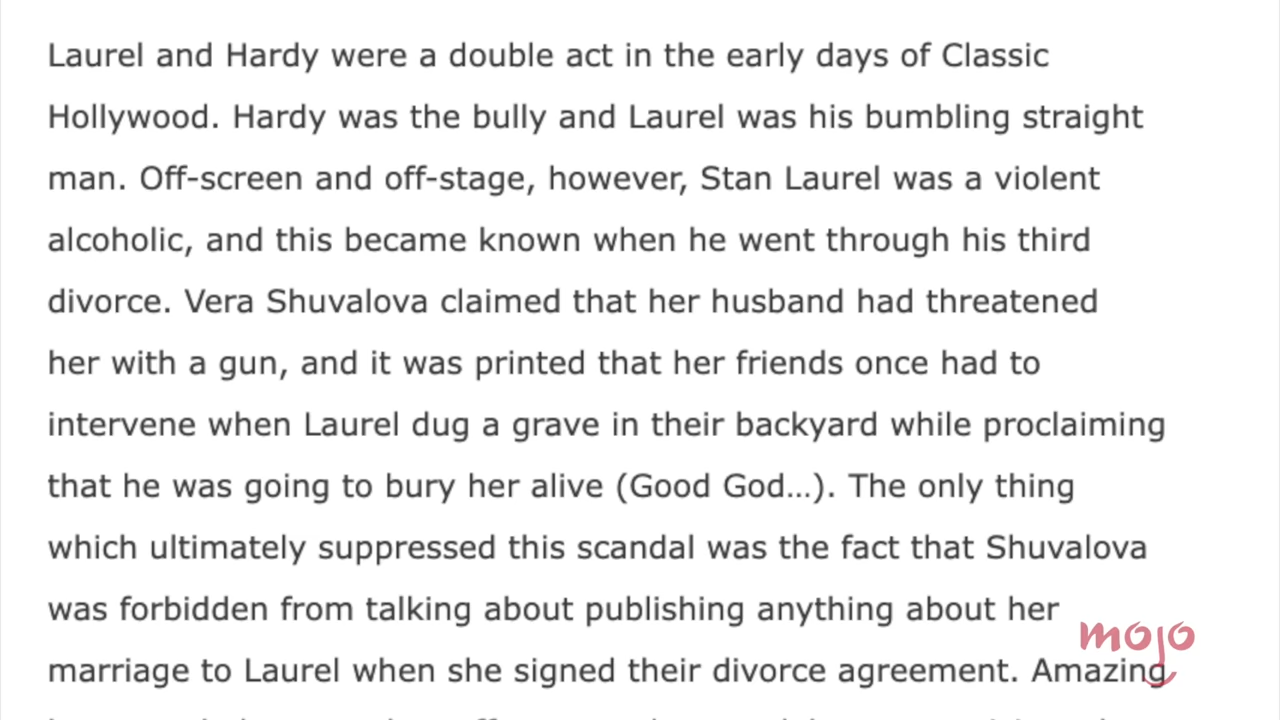 Laurel and Hardy were a double act in the early days of Classic
Hollywood. Hardy was the bully and Laurel was his bumbling straight
man. Off-screen and off-stage, however, Stan Laurel was a violent
alcoholic, and this became known when he went through his third
divorce. Vera Shuvalova claimed that her husband had threatened
her with a gun, and it was printed that her friends once had to
intervene when Laurel dug a grave in their backyard while proclaiming
that he was going to bury her alive (Good God...). The only thing
which ultimately suppressed this scandal was the fact that Shuvalova
was forbidden from talking about publishing anything about her
marriage to Laurel when she signed their divorce agreement. Amazing
mojo